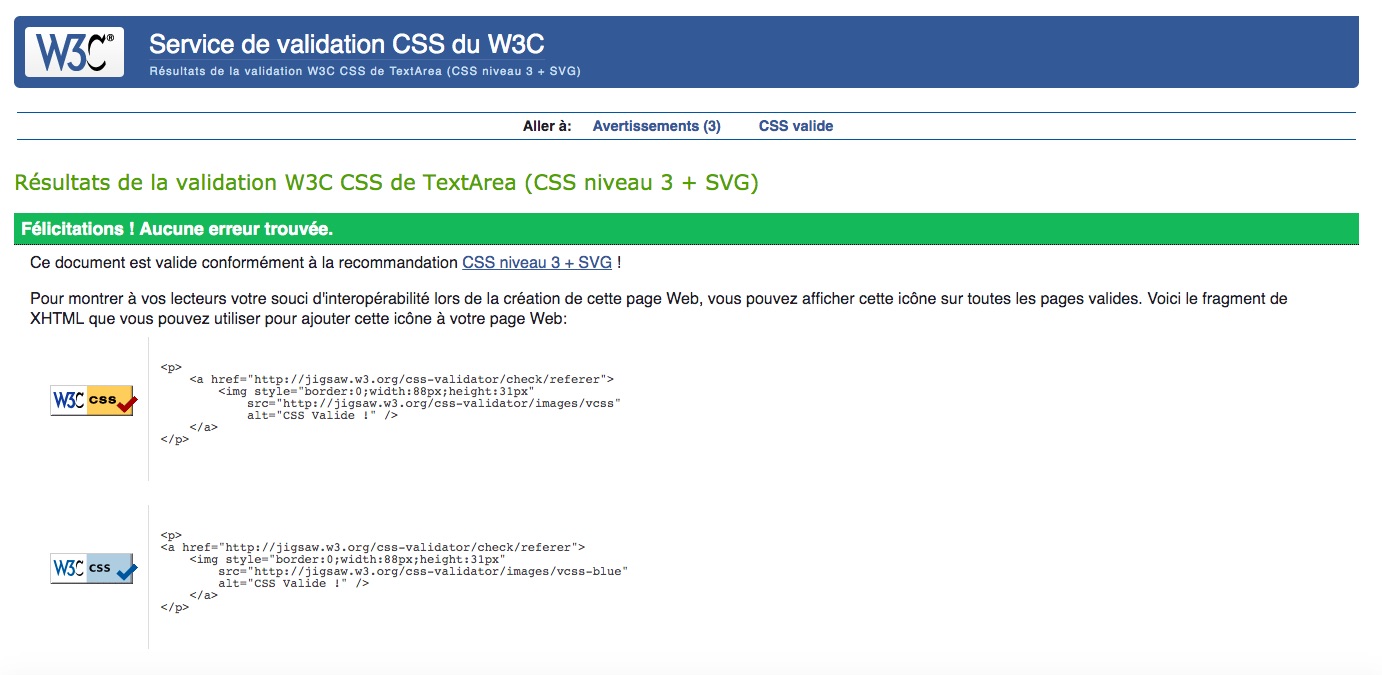 W3C®
Service de validation CSS du W3C
Résultats de la validation W3C CSS de TextArea (CSS niveau 3 + SVG)
Aller à: Avertissements (3) CSS valide
Résultats de la validation W3C CSS de TextArea (CSS niveau 3 + SVG)
Félicitations ! Aucune erreur trouvée.
Ce document est valide conformément à la recommandation CSS niveau 3 + SVG !
Pour montrer à vos lecteurs votre souci d'interopérabilité lors de la création de cette page Web, vous pouvez afficher cette icône sur toutes les pages valides. Voici le fragment de
XHTML que vous pouvez utiliser pour ajouter cette icône à votre page Web:
W3C css
<p>
<a href="http://jigsaw.w3.org/css-validator/check/referer">
<img style="border:0;width:88px;height:31px"
src="http://jigsaw.w3.org/css-validator/images/vcss"
alt="CSS Valide !" />
</a>
</p>
W3C css
<p>
<a href="http://jigsaw.w3.org/css-validator/check/referer">
<img style="border:0;width:88px;height:31px"
src="http://jigsaw.w3.org/css-validator/images/vcss-blue"
alt="CSS Valide !" />
</a>
</p>